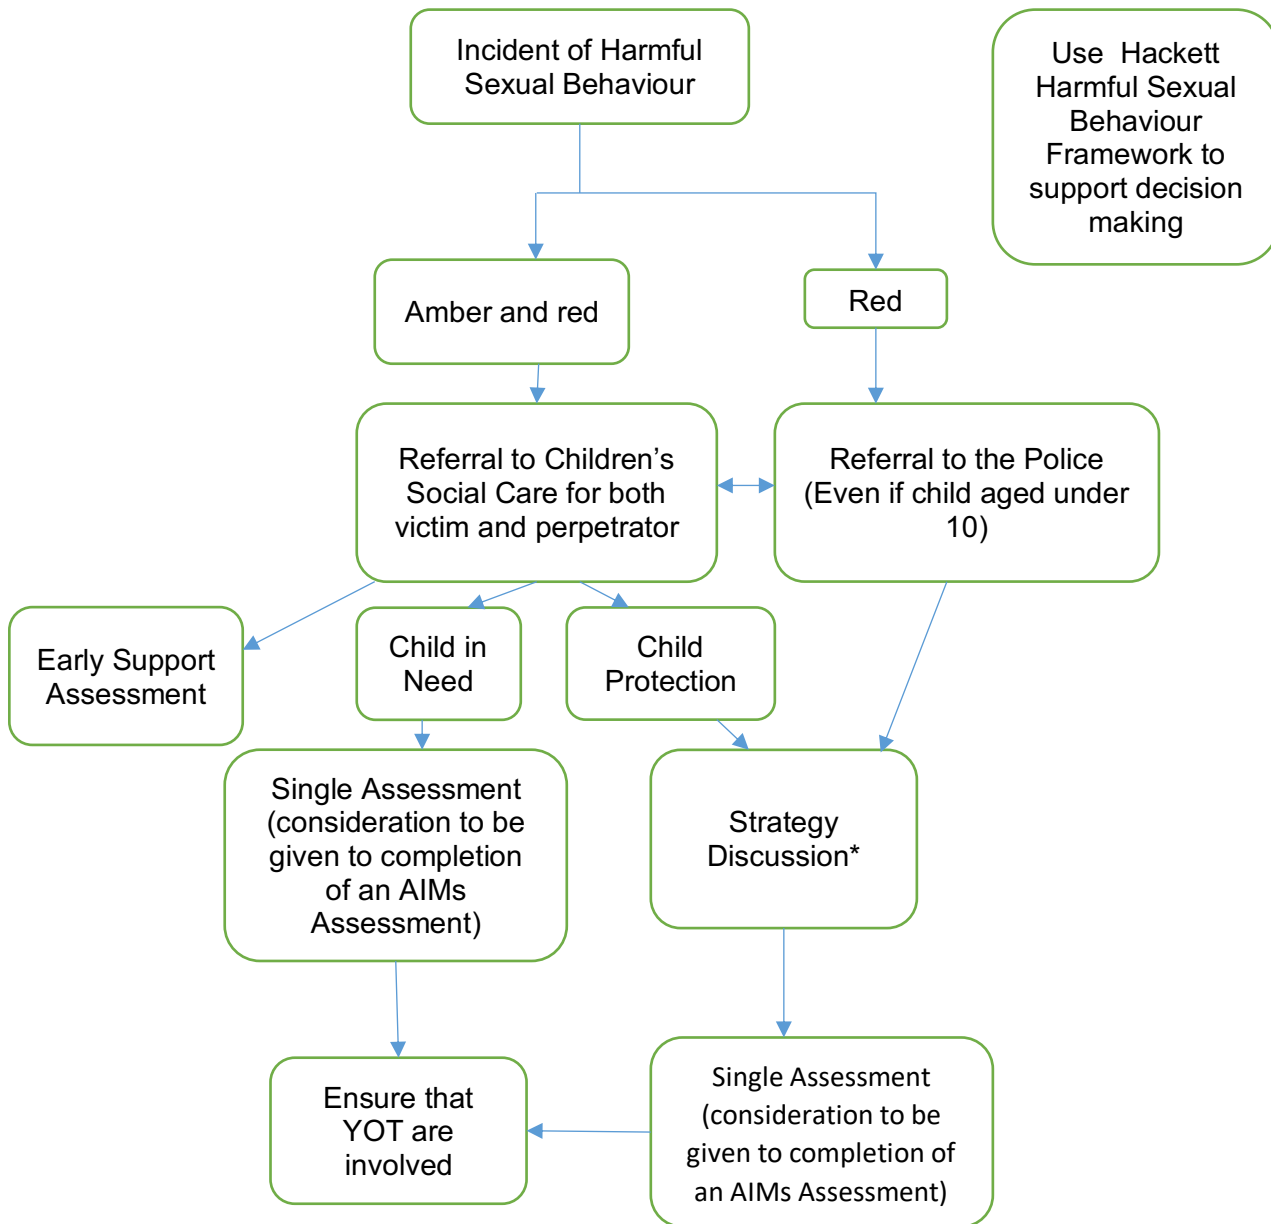 Incident of Harmful
Sexual Behaviour
Use Hackett
Harmful Sexual
Behaviour
Framework to
support decision
making
Amber and red
Red
Referral to Children’s
Social Care for both
victim and perpetrator
Referral to the Police
(Even if child aged under
10)
Early Support
Assessment
Child in
Need
Child
Protection
Single Assessment
(consideration to be
given to completion
of an AIMs
Assessment)
Strategy
Discussion*
Ensure that
YOT are
involved
Single Assessment
(consideration to be
given to completion of
an AIMs Assessment)